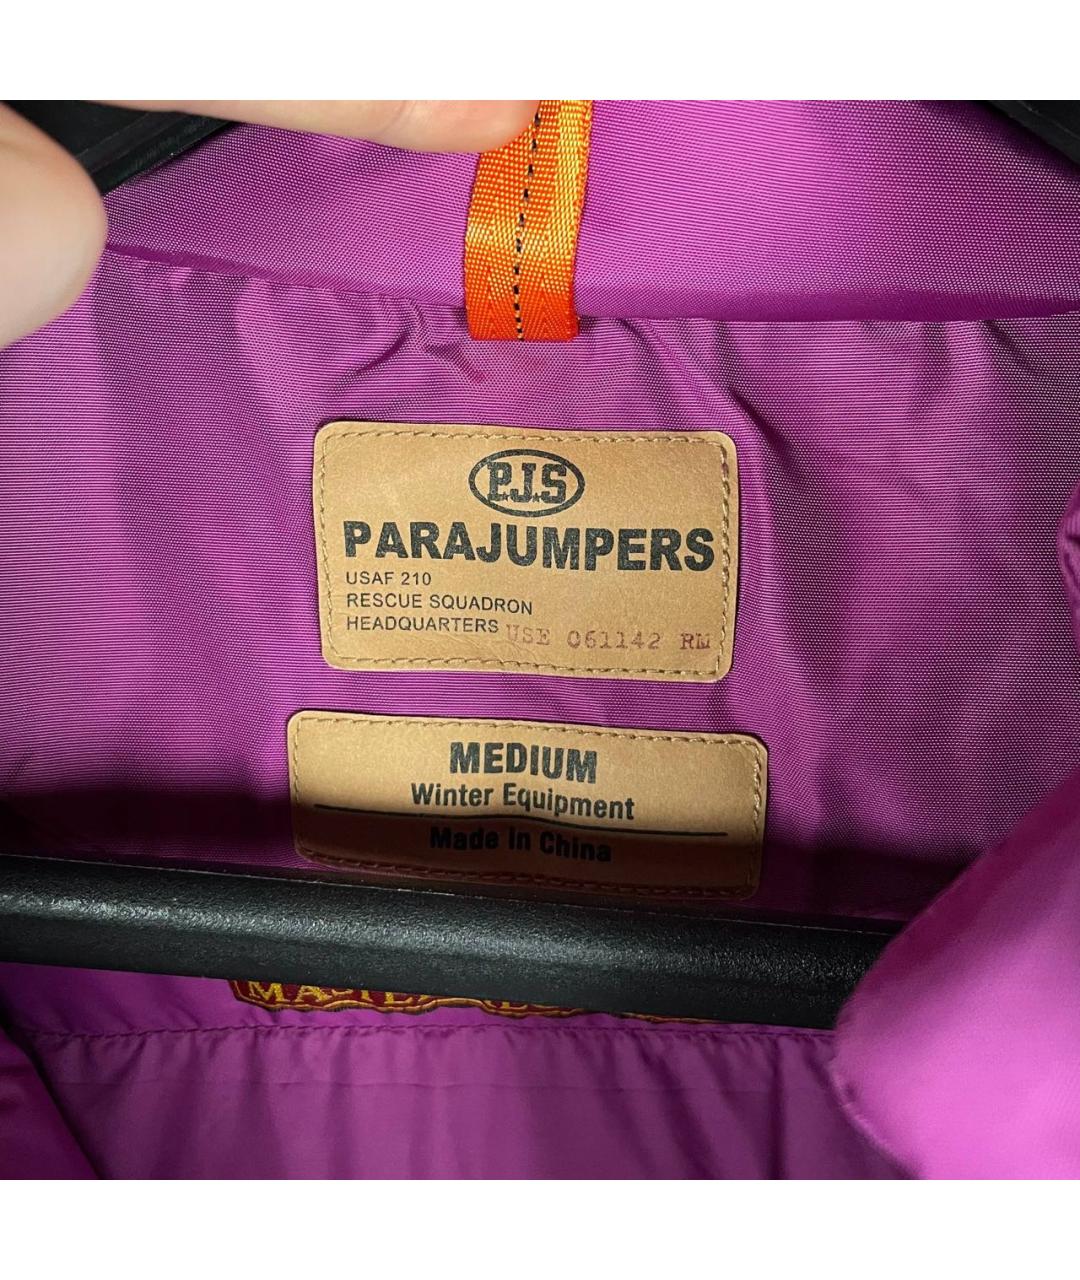 P.J.S
PARAJUMPERS
USAF 210
RESCUE SQUADRON
HEADQUARTERS USE 061142 RM
MEDIUM
Winter Equipment
Made in China